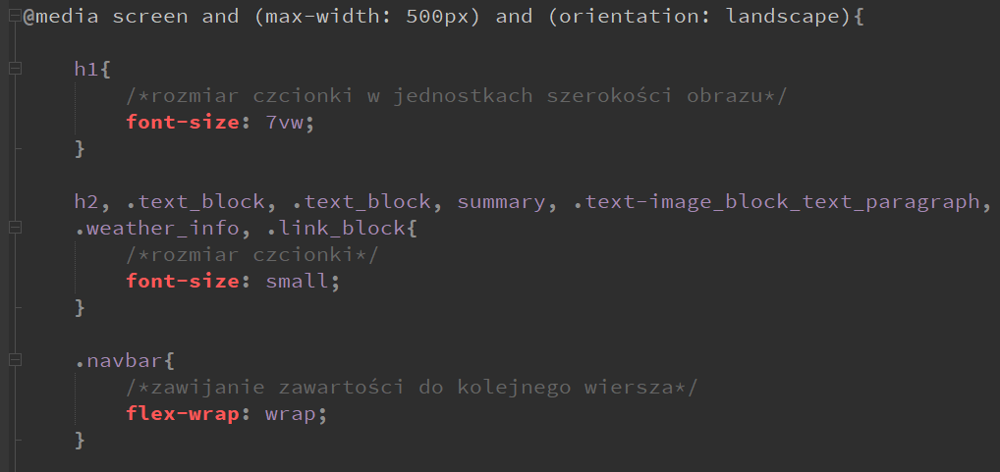 @media screen and (max-width: 500px) and (orientation: landscape){
h1{
/*rozmiar czcionki w jednostkach szerokości obrazu*/
font-size: 7vw;
}
h2, .text_block, .text_block, summary, .text-image_block_text_paragraph,
.weather_info, .link_block{
/*rozmiar czcionki*/
font-size: small;
}
.navbar{
/*zawijanie zawartości do kolejnego wiersza*/
flex-wrap: wrap;
}